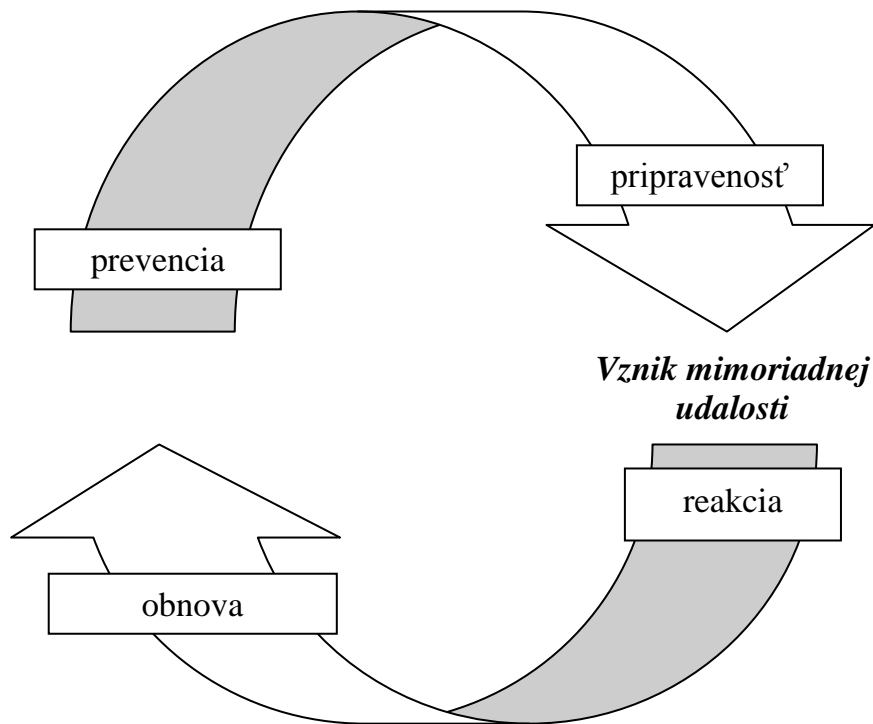 pripravenosť
prevencia
Vznik mimoriadnej
udalosti
reakcia
obnova